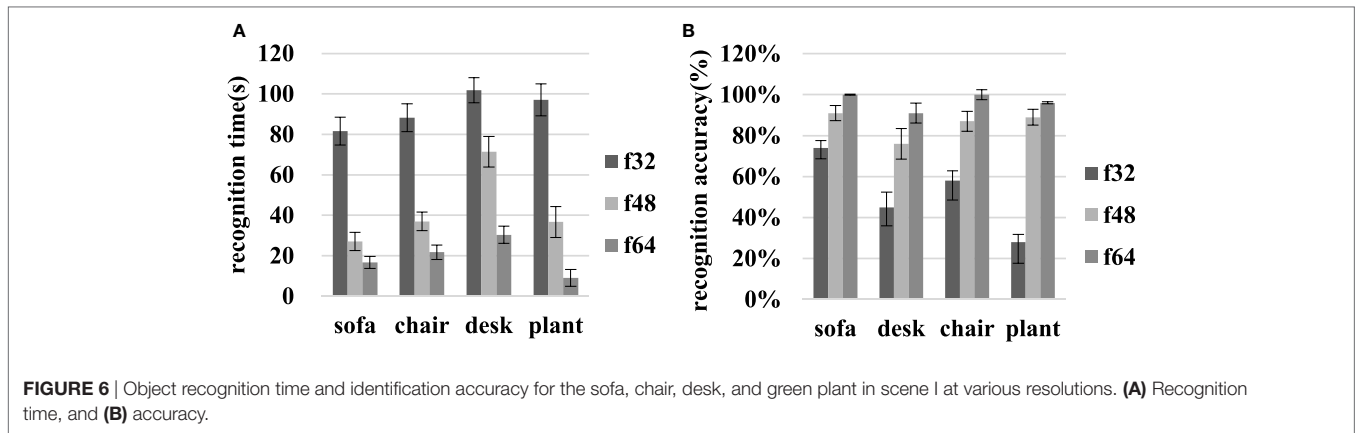 A
recognition time(s)
120
100
80
60
40
20
0
sofa chair desk plant
f32
f48
f64
B
recognition accuracy(%)
120%
100%
80%
60%
40%
20%
0%
sofa desk chair plant
f32
f48
f64
FIGURE 6 | Object recognition time and identification accuracy for the sofa, chair, desk, and green plant in scene I at various resolutions. (A) Recognition
time, and (B) accuracy.